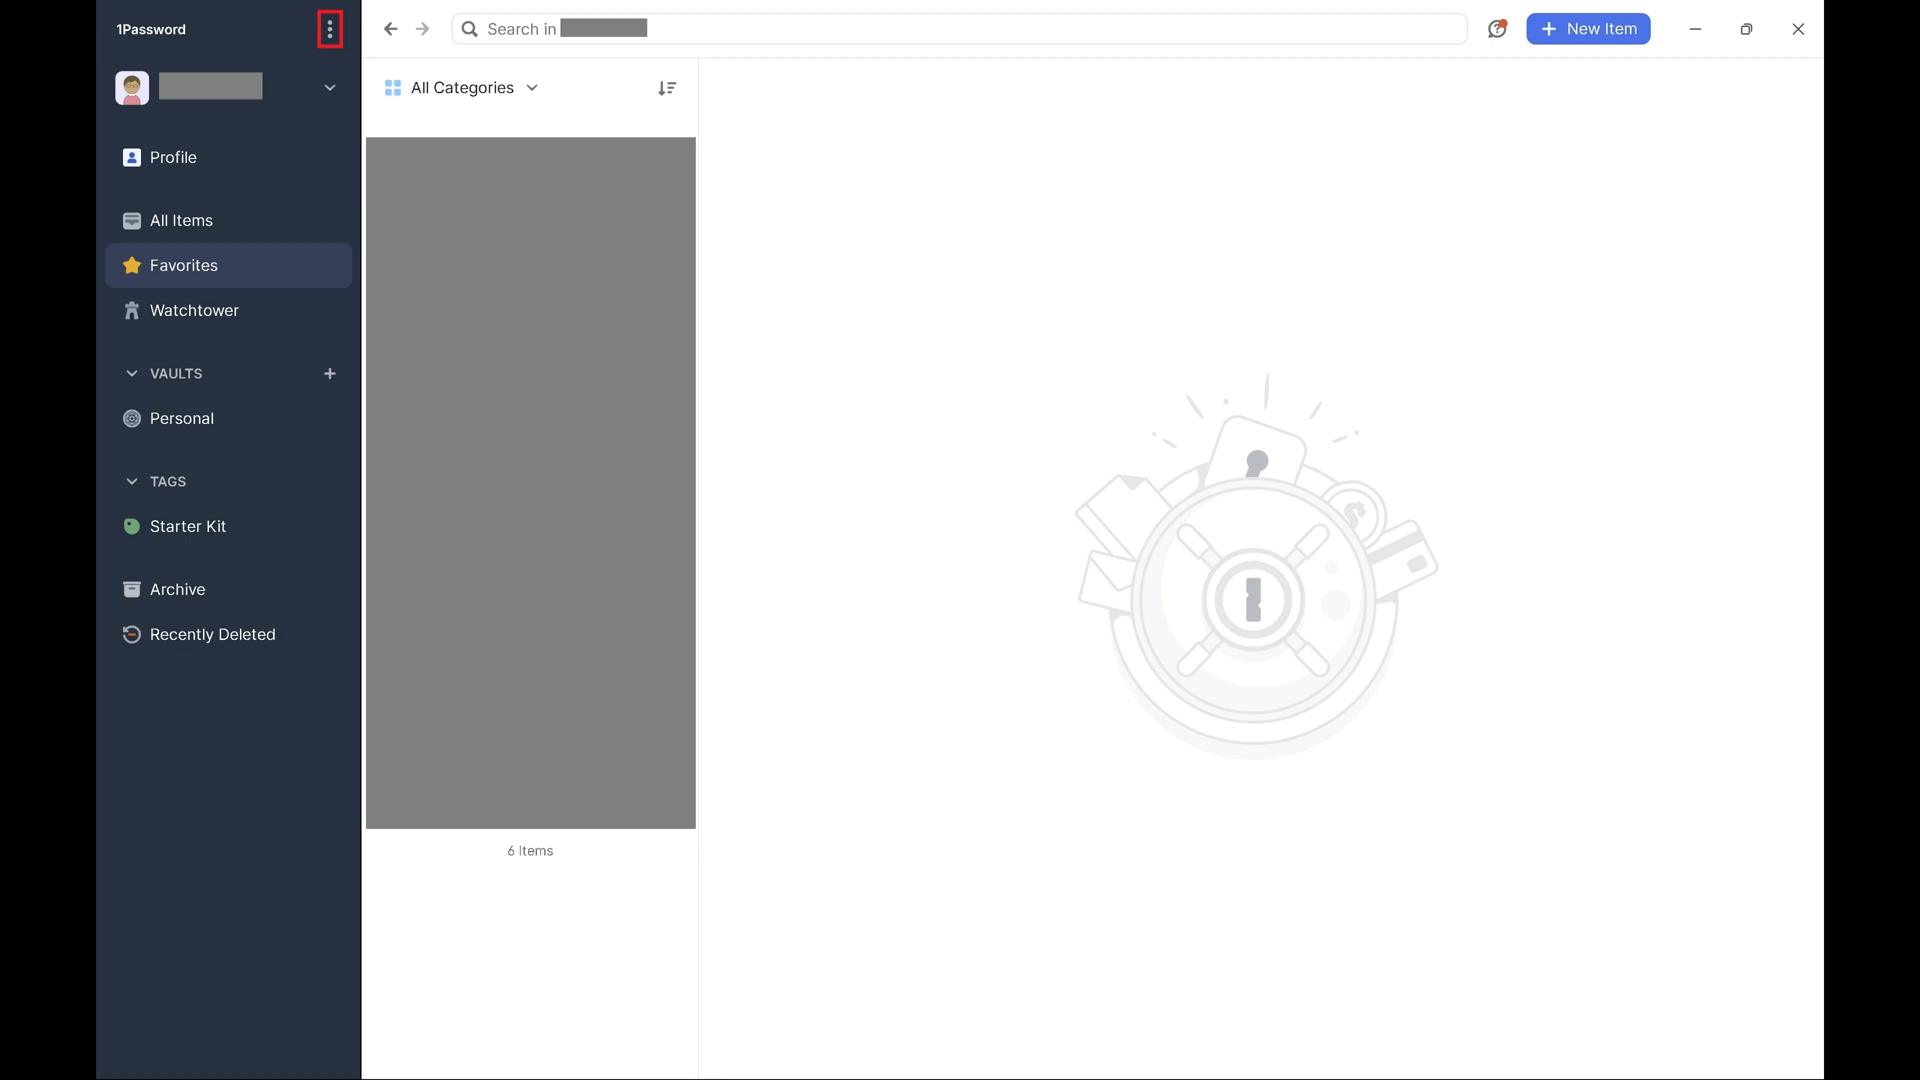 1Password
Search in
New Item
All Categories
Profile
All Items
Favorites
Watchtower
VAULTS
Personal
TAGS
Starter Kit
Archive
Recently Deleted
6 Items
$